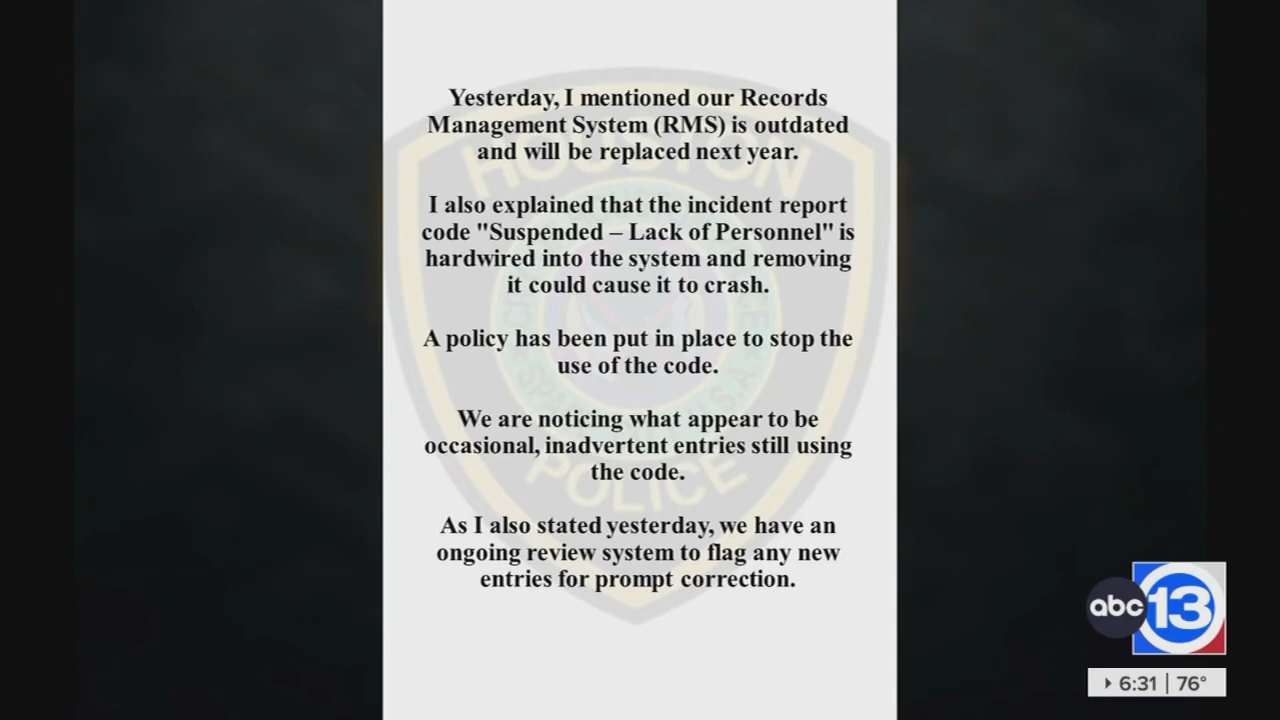 Yesterday, I mentioned our Records
Management System (RMS) is outdated
and will be replaced next year.
I also explained that the incident report
code "Suspended – Lack of Personnel" is
hardwired into the system and removing
it could cause it to crash.
A policy has been put in place to stop the
use of the code.
We are noticing what appear to be
occasional, inadvertent entries still using
the code.
As I also stated yesterday, we have an
ongoing review system to flag any new
entries for prompt correction.
HOUSTON
POLICE
abc 13
6:31 | 76°